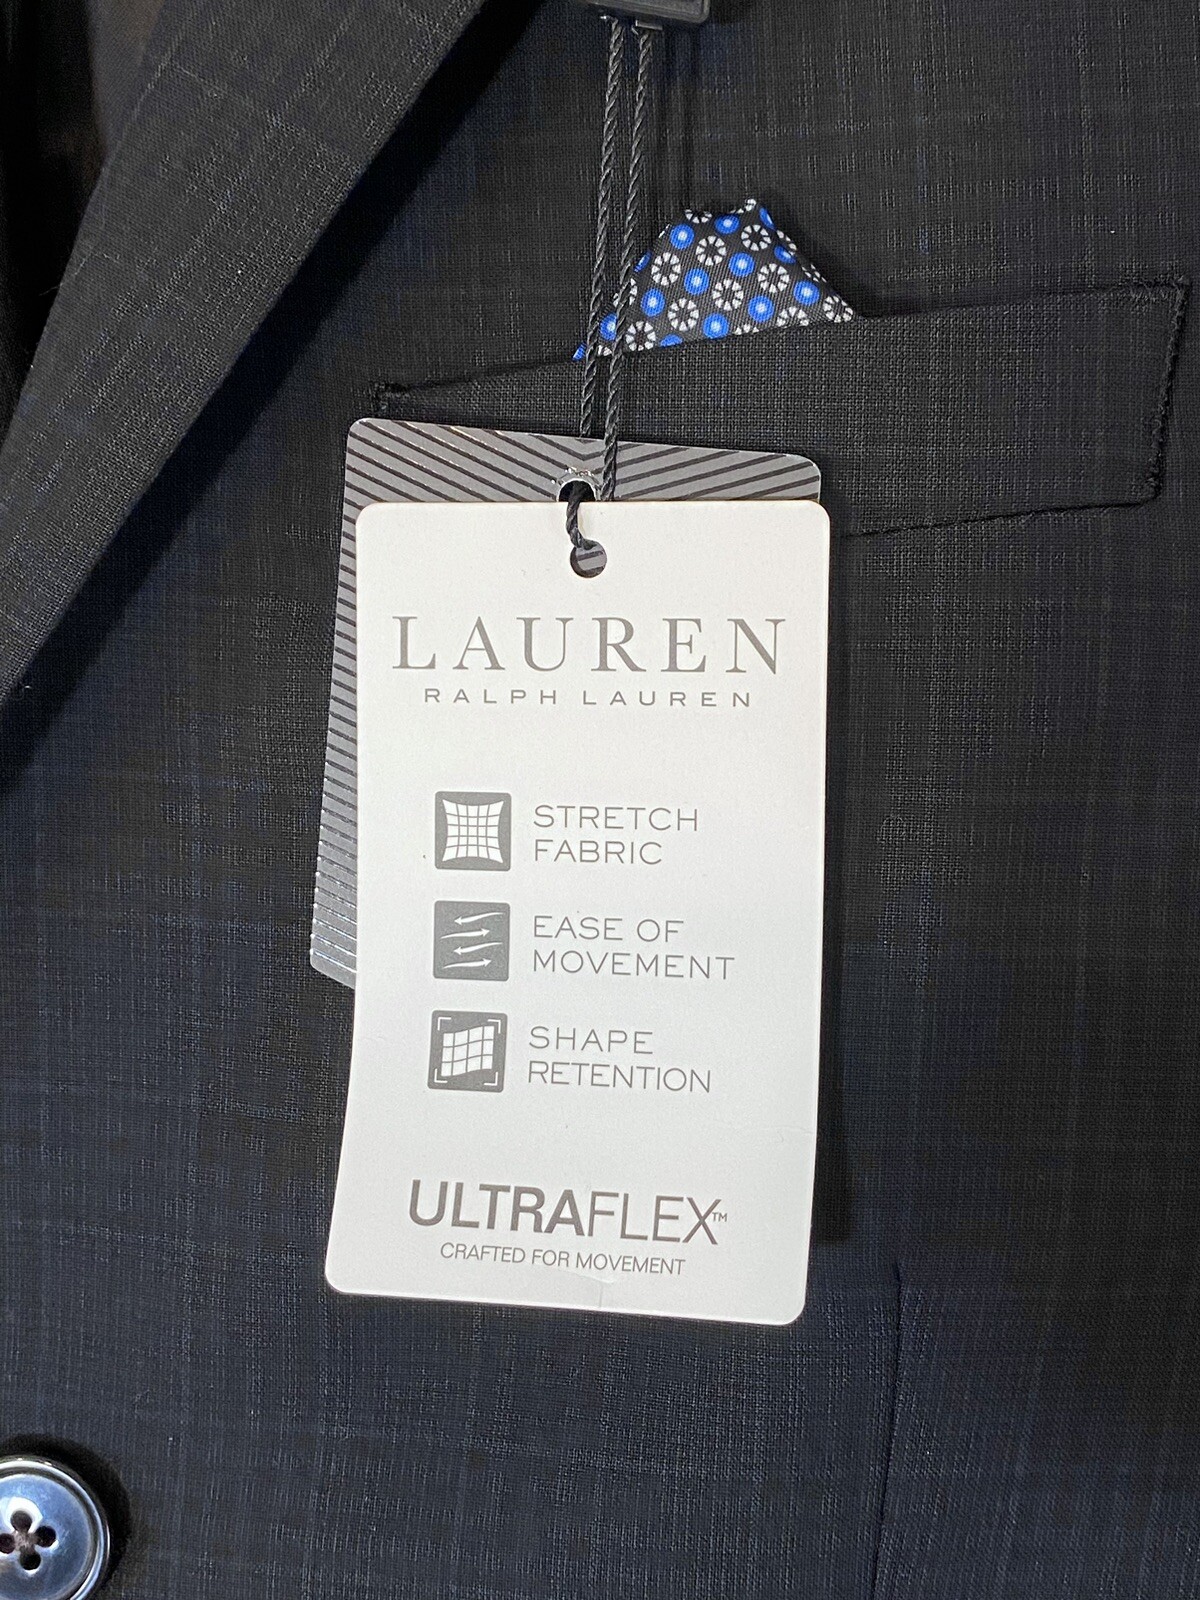 LAUREN
RALPH LAUREN
STRETCH
FABRIC
EASE OF
MOVEMENT
SHAPE
RETENTION
ULTRAFLEX™
CRAFTED FOR MOVEMENT